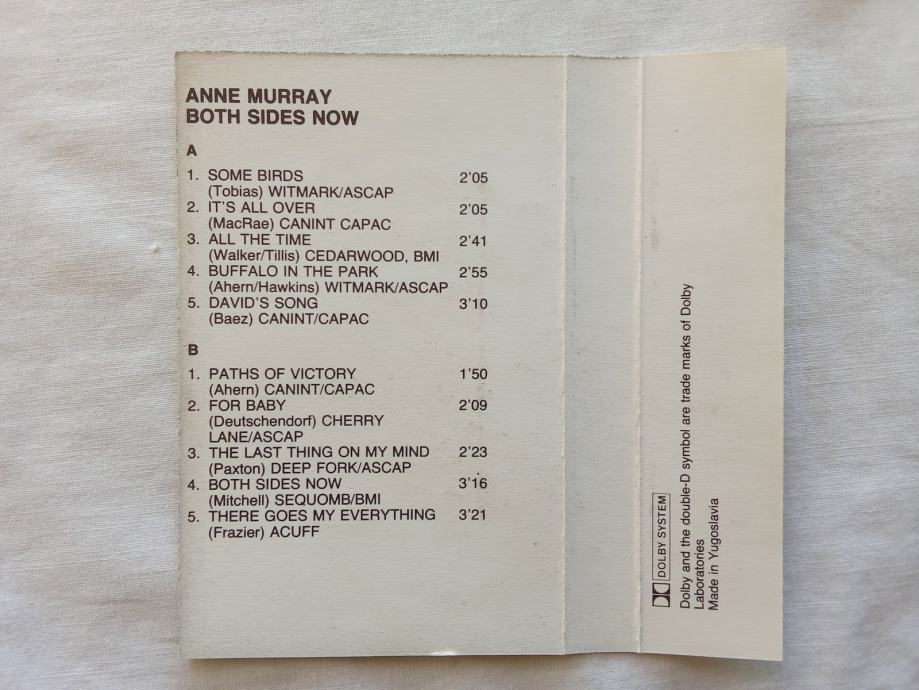 ANNE MURRAY
BOTH SIDES NOW
A
1. SOME BIRDS 2'05
(Tobias) WITMARK/ASCAP
2. IT'S ALL OVER 2'05
(MacRae) CANINT CAPAC
3. ALL THE TIME 2'41
(Walker/Tillis) CEDARWOOD, BMI
4. BUFFALO IN THE PARK 2'55
(Ahern/Hawkins) WITMARK/ASCAP
5. DAVID'S SONG 3'10
(Baez) CANINT/CAPAC
B
1. PATHS OF VICTORY 1'50
(Ahern) CANINT/CAPAC
2. FOR BABY 2'09
(Deutschendorf) CHERRY
LANE/ASCAP
3. THE LAST THING ON MY MIND 2'23
(Paxton) DEEP FORK/ASCAP
4. BOTH SIDES NOW 3'16
(Mitchell) SEQUOMB/BMI
5. THERE GOES MY EVERYTHING 3'21
(Frazier) ACUFF
DOLBY SYSTEM
Dolby and the double-D symbol are trade marks of Dolby
Laboratories
Made in Yugoslavia